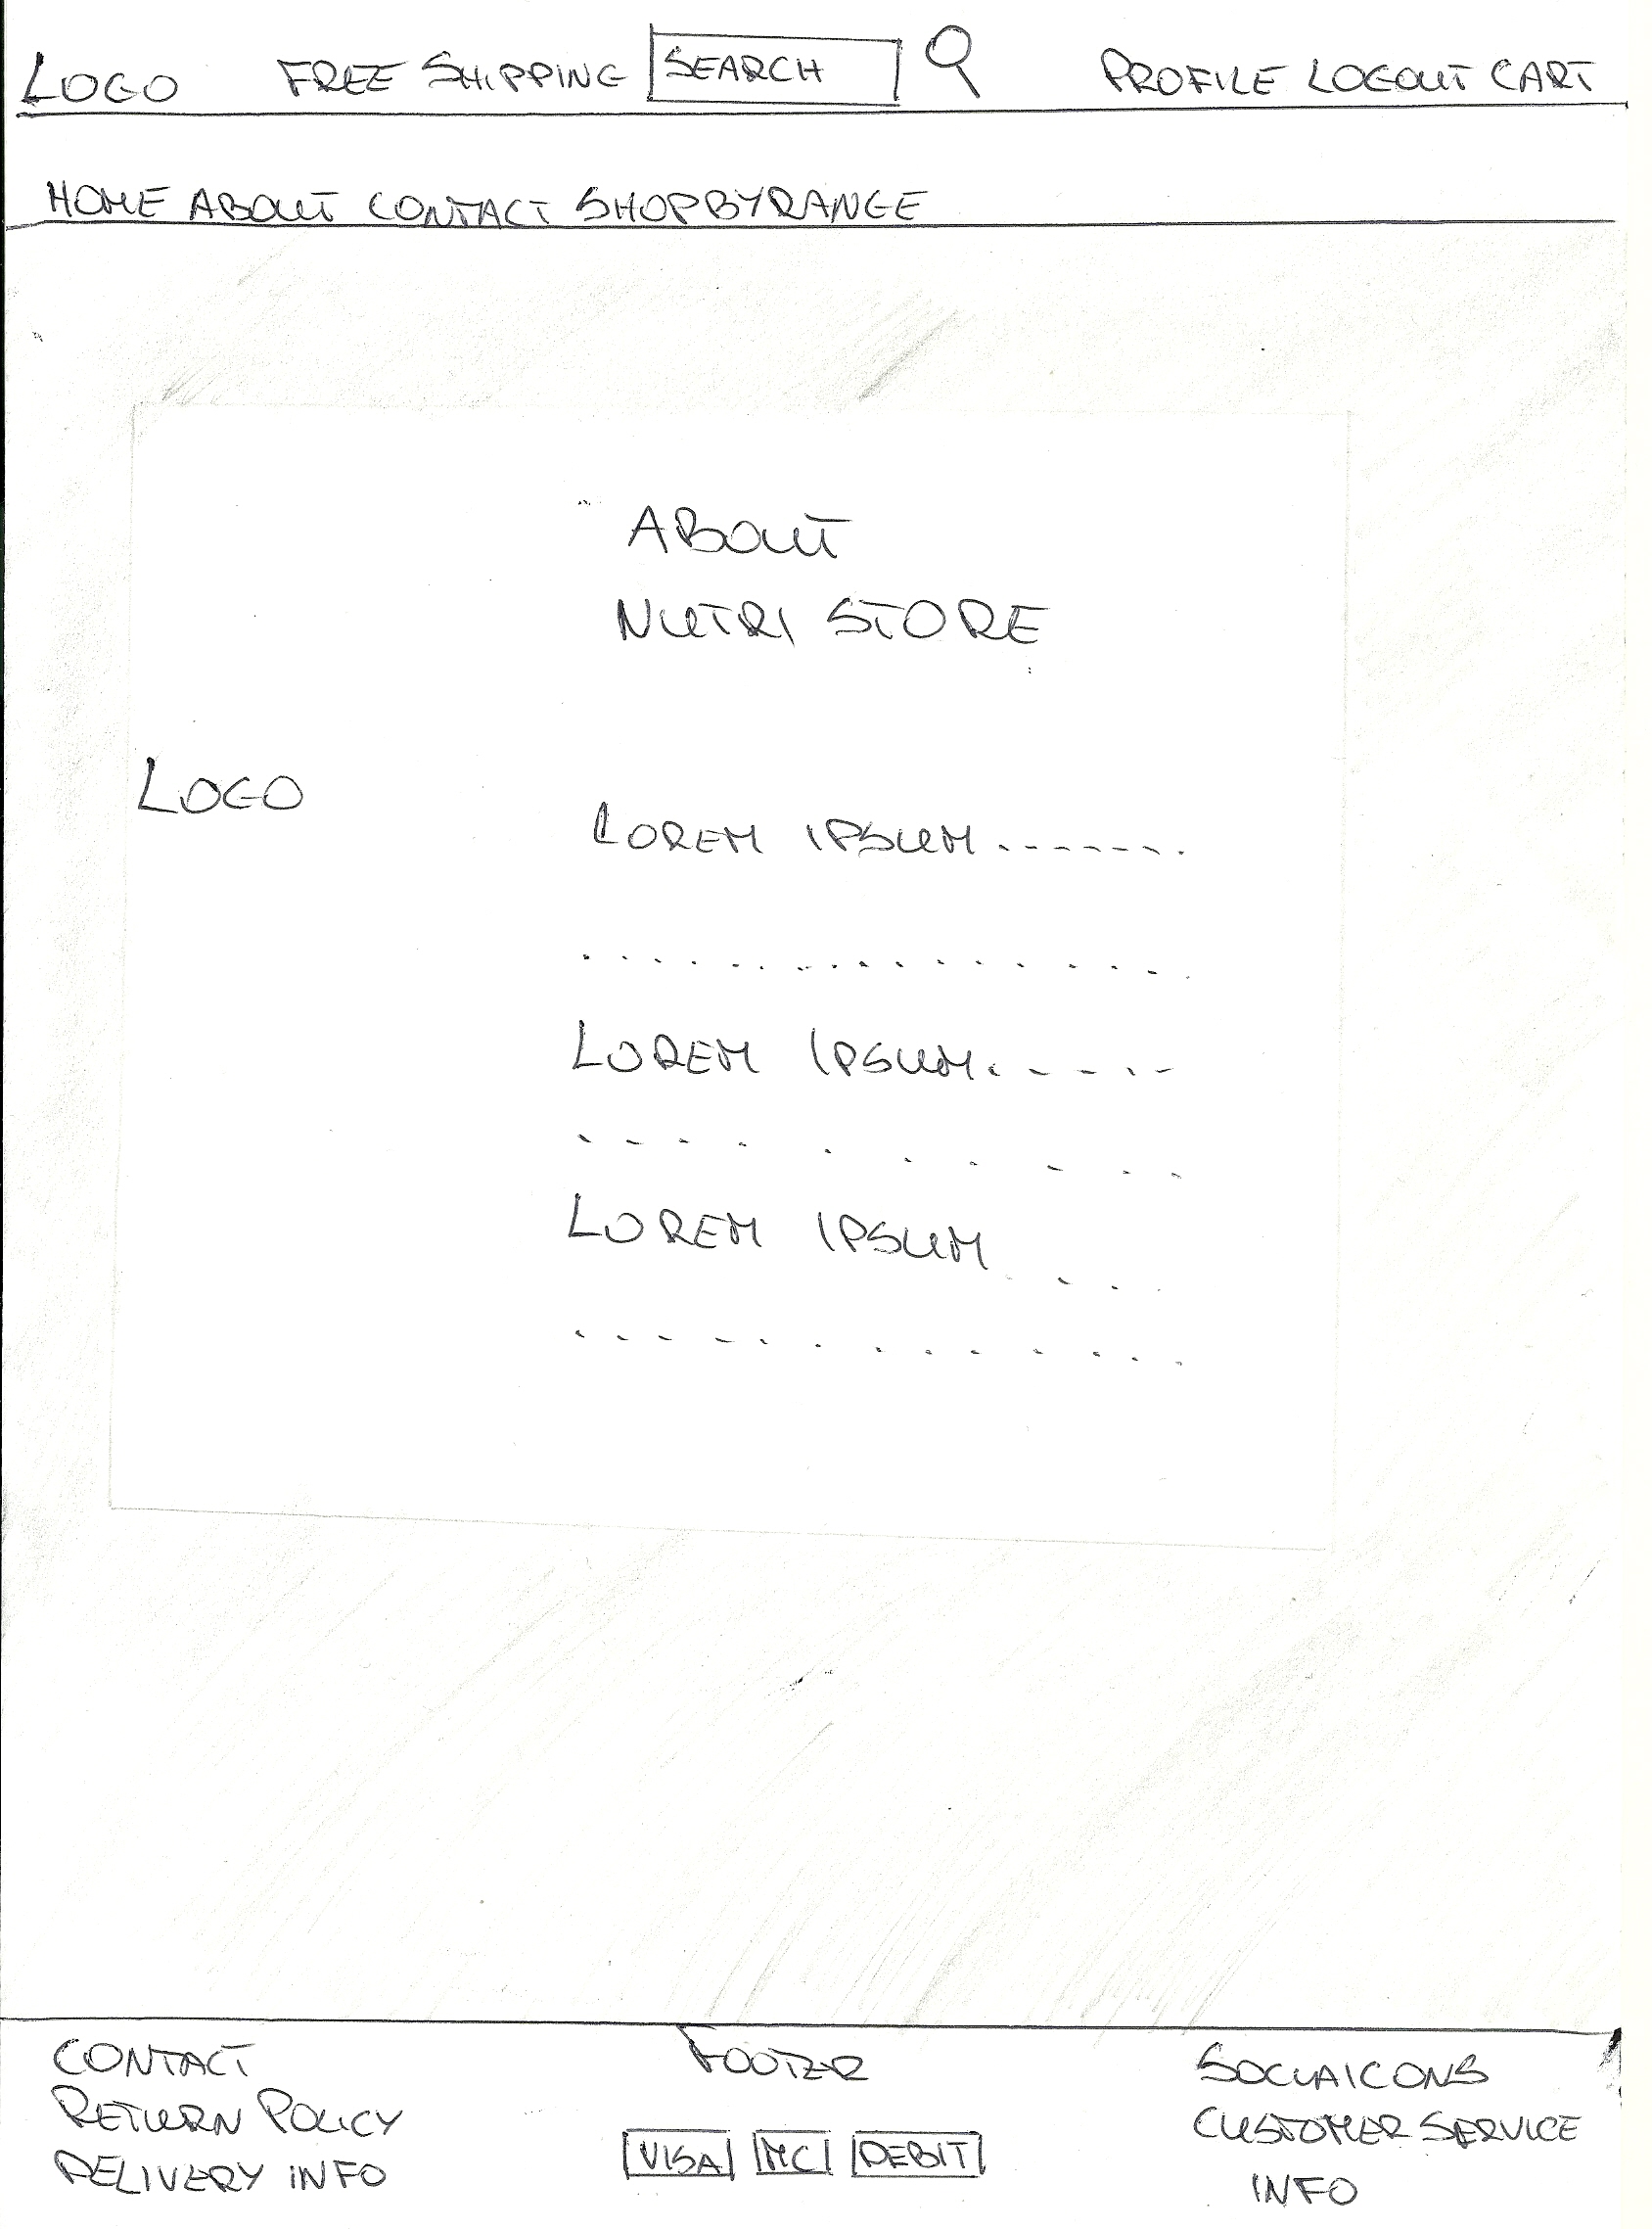 LOGO FREE SHIPPING SEARCH PROFILE LOGOUT CART
HOME ABOUT CONTACT SHOPBYRANGE
ABOUT
NUTRI STORE
LOGO
LOREM IPSUM.......
................
LOREM IPSUM......
..........
LOREM IPSUM ....
.............
CONTACT FOOTER SOCIAICONS
RETURN POLICY CUSTOMER SERVICE
DELIVERY INFO VISA MC DEBIT INFO